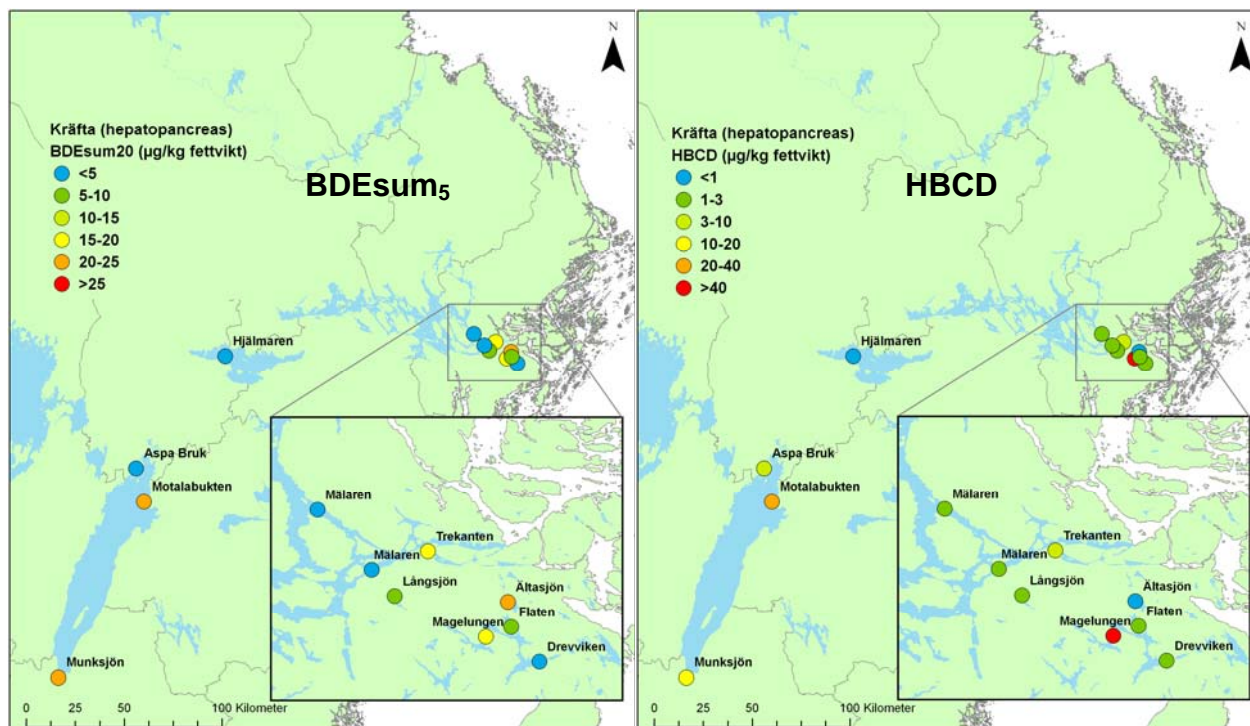 N
Kräfta (hepatopancreas)
BDEsum20 (µg/kg fettvikt)
<5
5-10
10-15
15-20
20-25
>25
BDEsum₅
Hjälmaren
Aspa Bruk
Motalabukten
Munksjön
Mälaren
Trekanten
Mälaren
Långsjön
Ältasjön
Flaten
Magelungen
Drevviken
0 25 50 100 Kilometer
N
Kräfta (hepatopancreas)
HBCD (µg/kg fettvikt)
<1
1-3
3-10
10-20
20-40
>40
HBCD
Hjälmaren
Aspa Bruk
Motalabukten
Munksjön
Mälaren
Trekanten
Mälaren
Långsjön
Ältasjön
Flaten
Magelungen
Drevviken
0 25 50 100 Kilometer